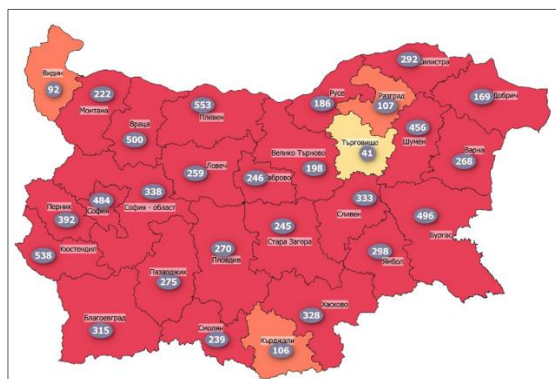 Видин
92
222
Монтана
Враща
500
553
Плевен
Русе
186
292
Силистра
Разград
107
169
Добрич
Търговище
41
456
Шумен
Варна
268
259
Ловеч
246
Габрово
Велико Търново
198
Перник
392
484
София
338
София - област
538
Кюстендил
333
Сливен
496
Бургас
245
Стара Загора
270
Пловдив
Пазарджик
275
298
Ямбол
Благоевград
315
Смолян
239
Кърджали
106
Хасково
328